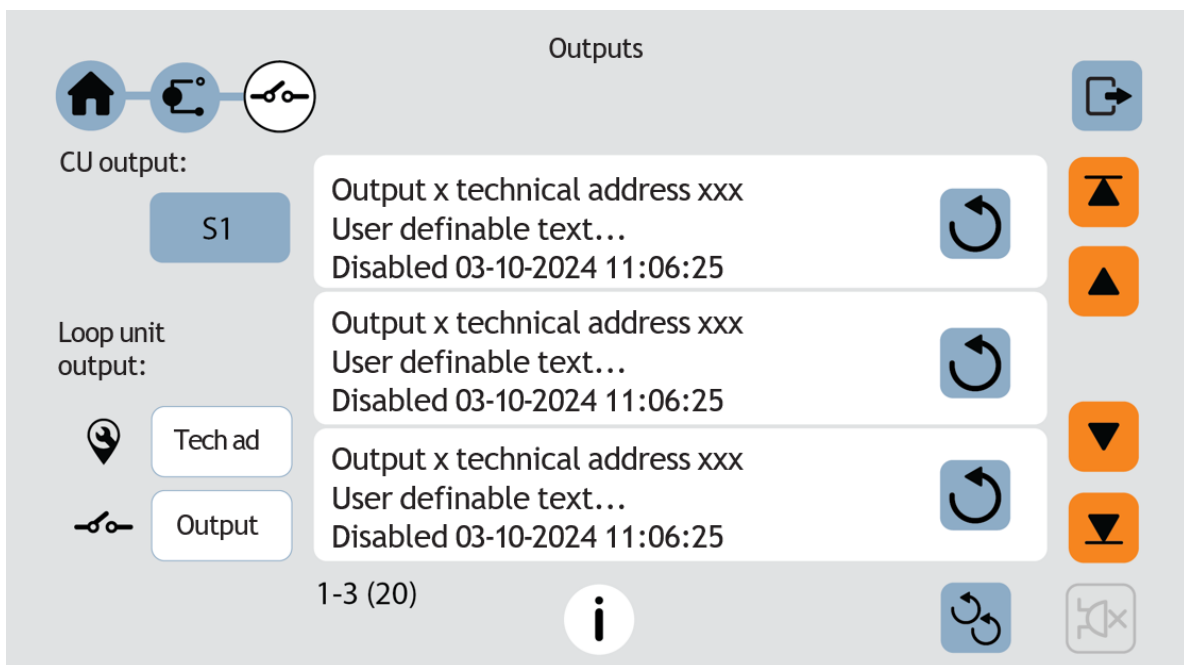 Outputs
CU output:
S1
Output x technical address xxx
User definable text...
Disabled 03-10-2024 11:06:25
Loop unit
output:
Output x technical address xxx
User definable text...
Disabled 03-10-2024 11:06:25
Tech ad
Output
Output x technical address xxx
User definable text...
Disabled 03-10-2024 11:06:25
1-3 (20)
i